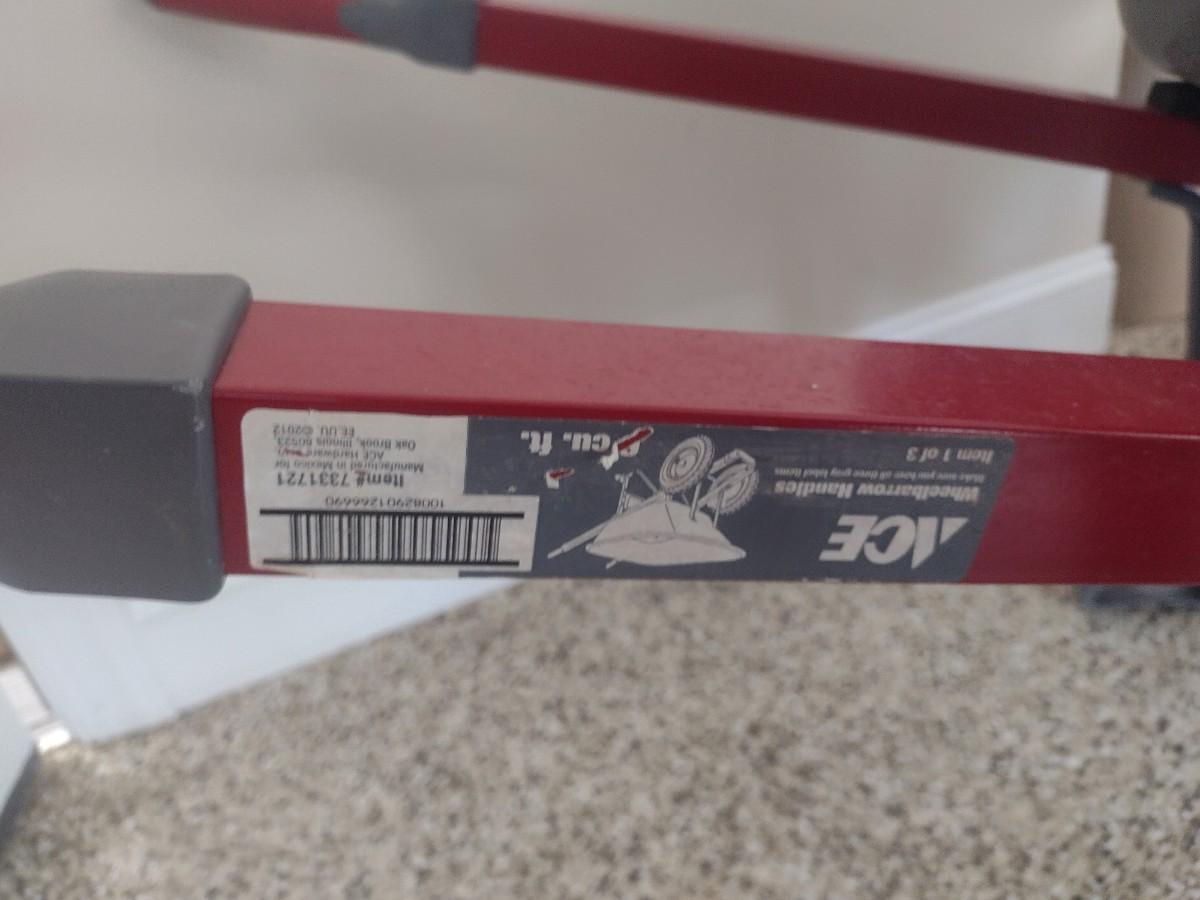 ACE
Wheelbarrow Handles
Make sure you have all three gray label items
Item 1 of 3
cu. ft.
10082901266690
Item# 7331721
Manufactured in Mexico for
ACE Hardware
Oak Brook, Illinois 60523,
EE.UU. ©2012